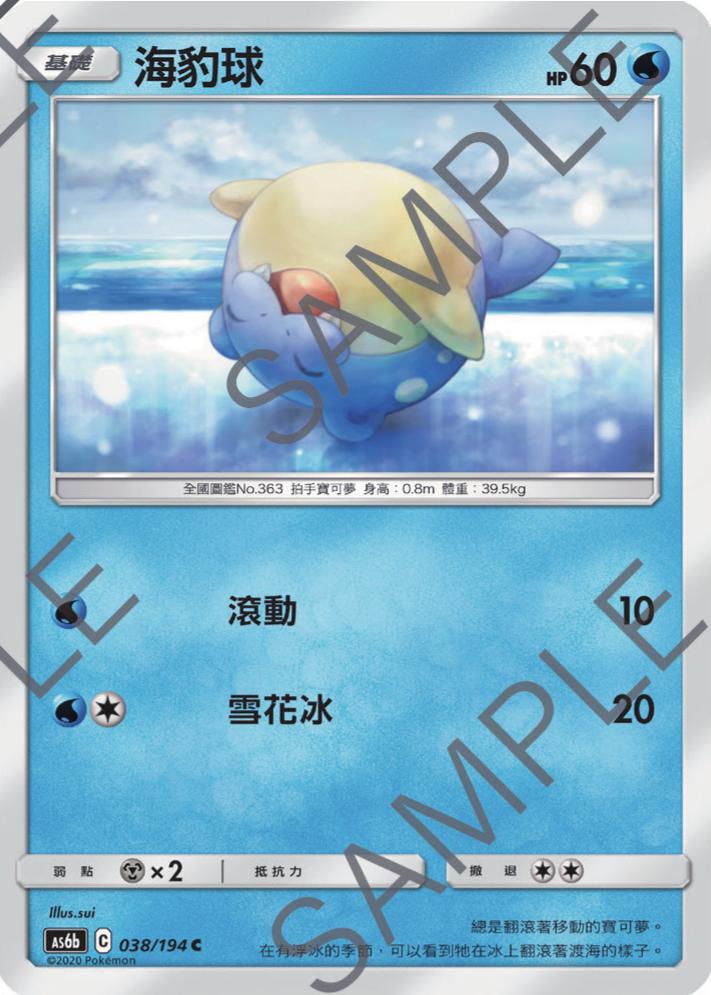 基礎 海豹球 HP60
全國圖鑑No.363 拍手寶可夢 身高：0.8m 體重：39.5kg
滾動 10
雪花冰 20
弱點 ×2 抵抗力 撤退
Illus.sui
總是翻滾著移動的寶可夢。
AS6b C 038/194 C
在有浮冰的季節，可以看到牠在冰上翻滾著渡海的樣子。
©2020 Pokémon
SAMPLE
SAMPLE
LE
LE